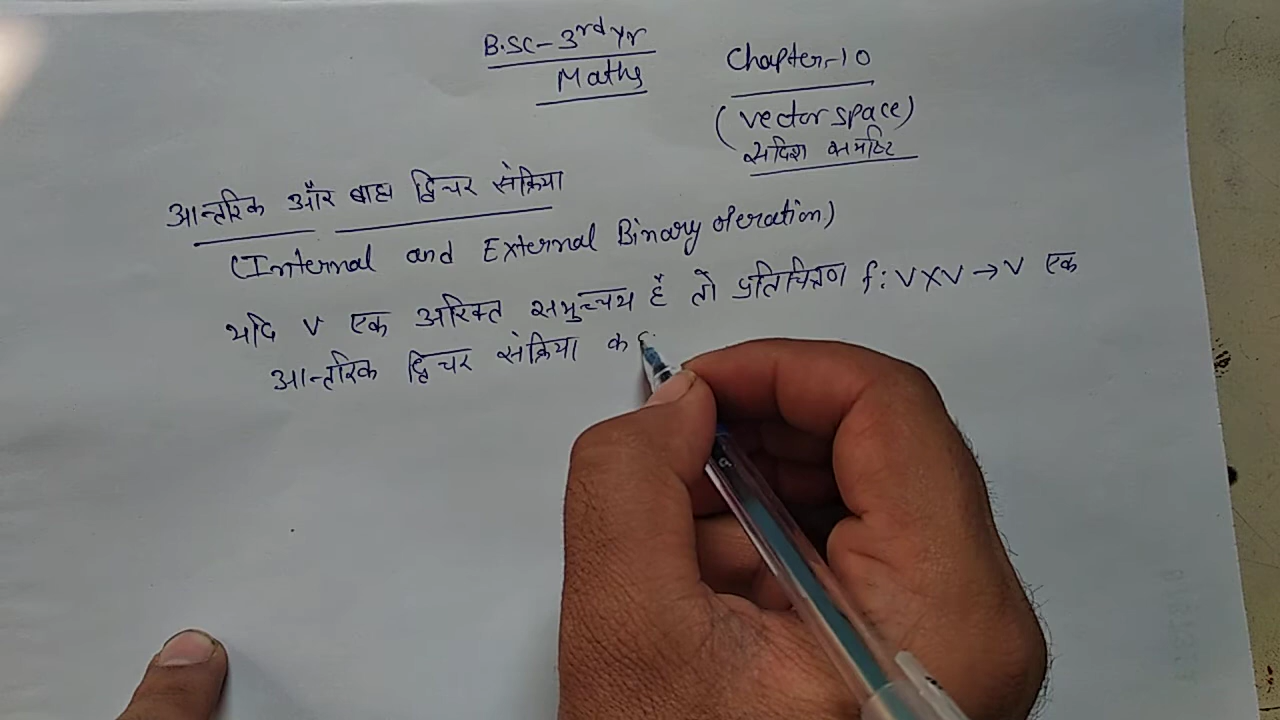 B.SC-3rd Yr
Maths
Chapter-10
(vector space)
सदिश समष्टि
आन्तरिक और बाह्य द्विचर संक्रिया
(Internal and External Binary operation)
यदि V एक अरिक्त समुच्चय है तो प्रतिचित्रण f: V X V → V एक
आन्तरिक द्विचर संक्रिया क